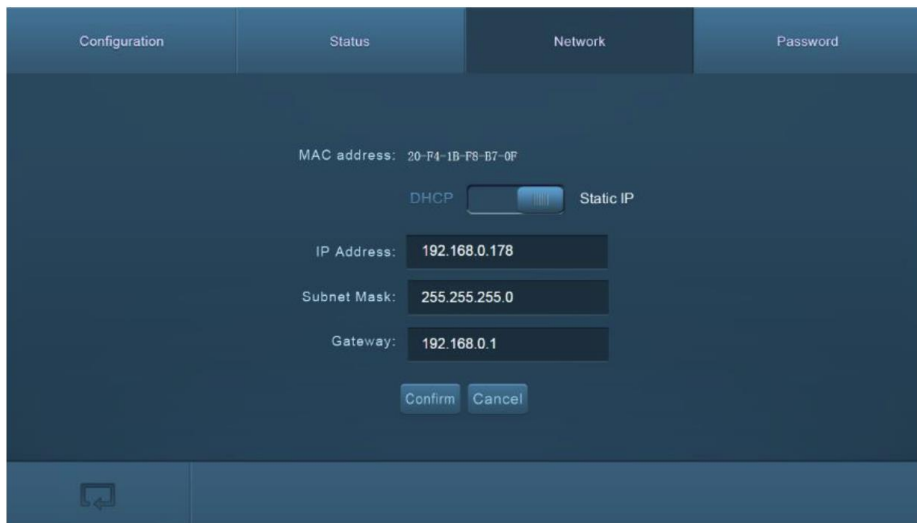 Configuration Status Network Password
MAC address: 20-F4-1B-F8-B7-0F
DHCP Static IP
IP Address: 192.168.0.178
Subnet Mask: 255.255.255.0
Gateway: 192.168.0.1
Confirm Cancel